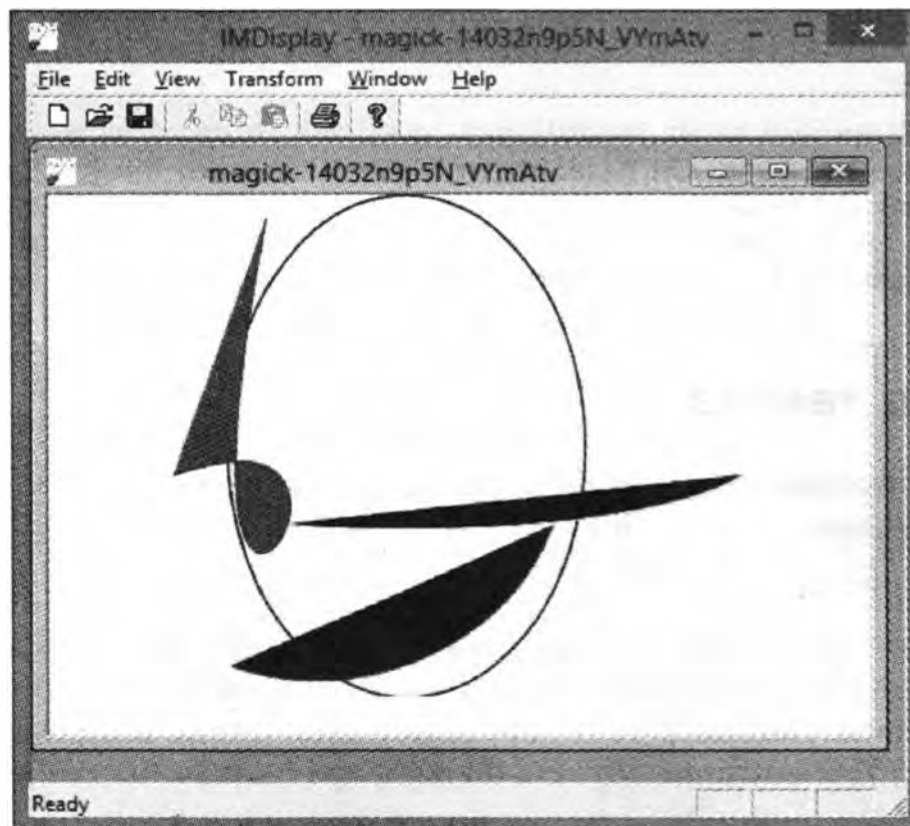 IMDisplay - magick-14032n9p5N_VYmAtv
File Edit View Transform Window Help
magick-14032n9p5N_VYmAtv
Ready